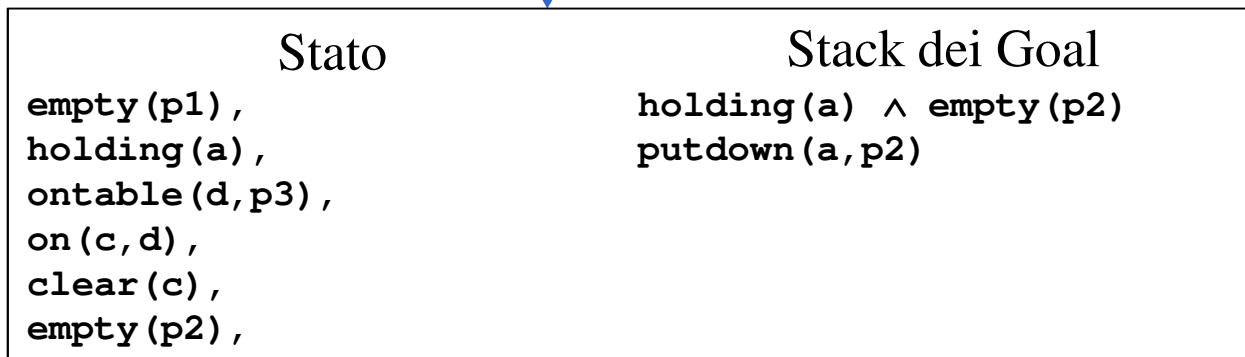 Stato
empty(p1),
holding(a),
ontable(d,p3),
on(c,d),
clear(c),
empty(p2),
Stack dei Goal
holding(a) ∧ empty(p2)
putdown(a,p2)